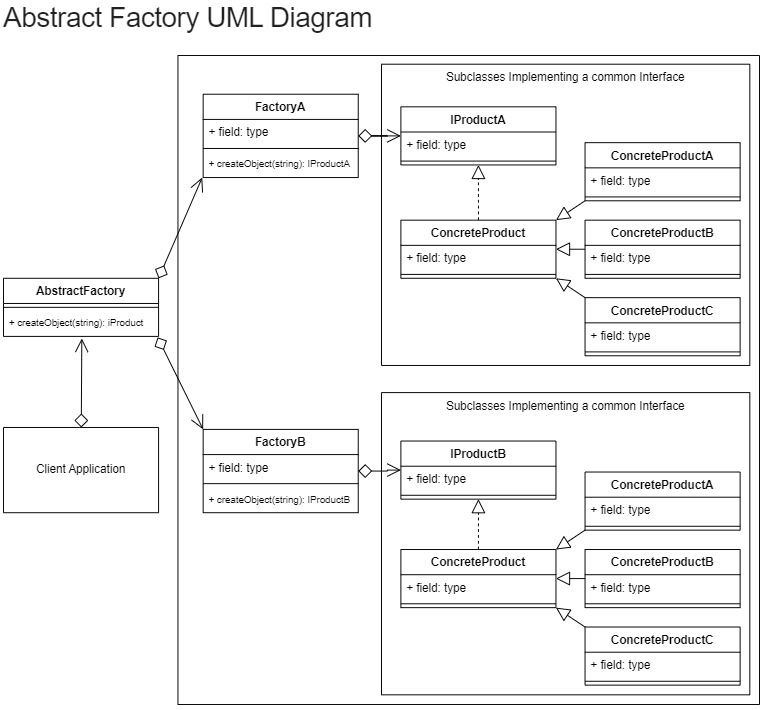 Abstract Factory UML Diagram
Subclasses Implementing a common Interface
FactoryA
+ field: type
+ createObject(string): IProductA
IProductA
+ field: type
ConcreteProductA
+ field: type
ConcreteProduct
+ field: type
ConcreteProductB
+ field: type
ConcreteProductC
+ field: type
AbstractFactory
+ createObject(string): iProduct
Client Application
Subclasses Implementing a common Interface
FactoryB
+ field: type
+ createObject(string): IProductB
IProductB
+ field: type
ConcreteProductA
+ field: type
ConcreteProduct
+ field: type
ConcreteProductB
+ field: type
ConcreteProductC
+ field: type